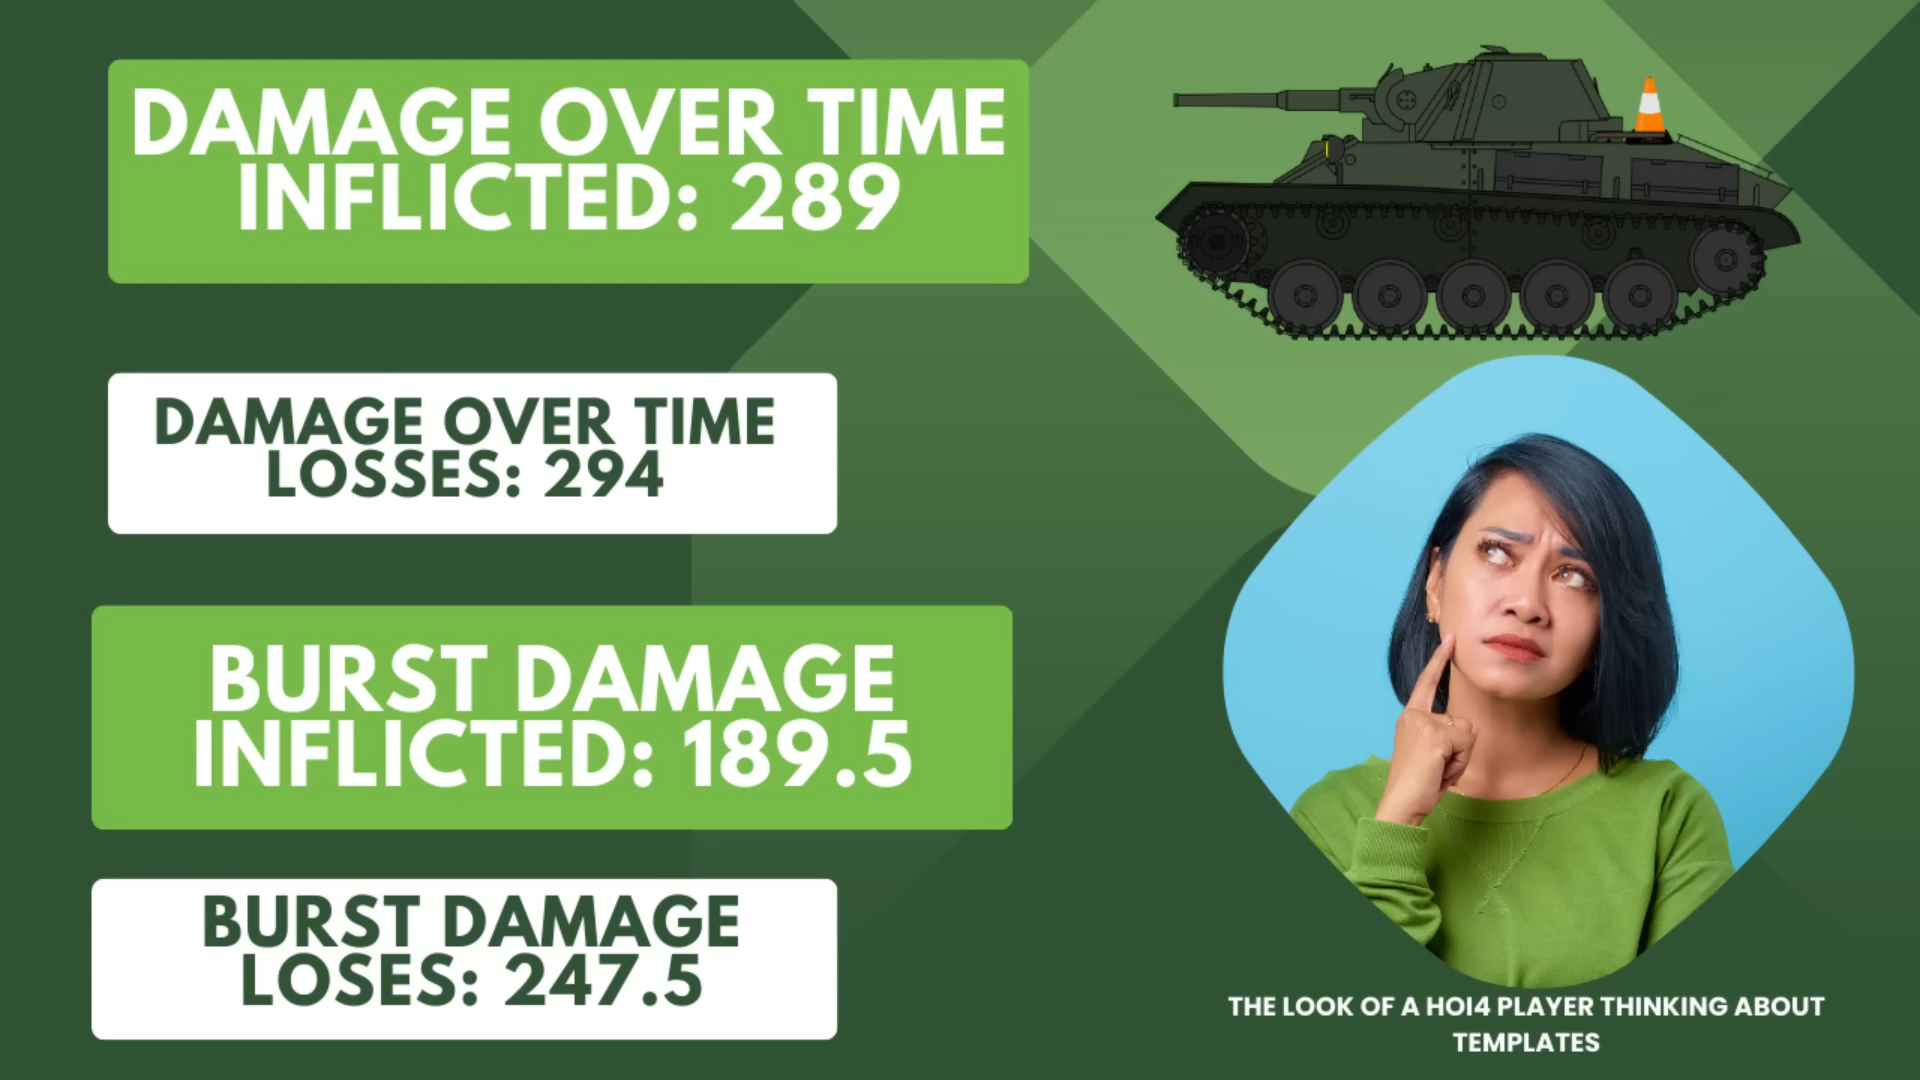 DAMAGE OVER TIME
INFLICTED: 289
DAMAGE OVER TIME
LOSSES: 294
BURST DAMAGE
INFLICTED: 189.5
BURST DAMAGE
LOSES: 247.5
THE LOOK OF A HOI4 PLAYER THINKING ABOUT
TEMPLATES